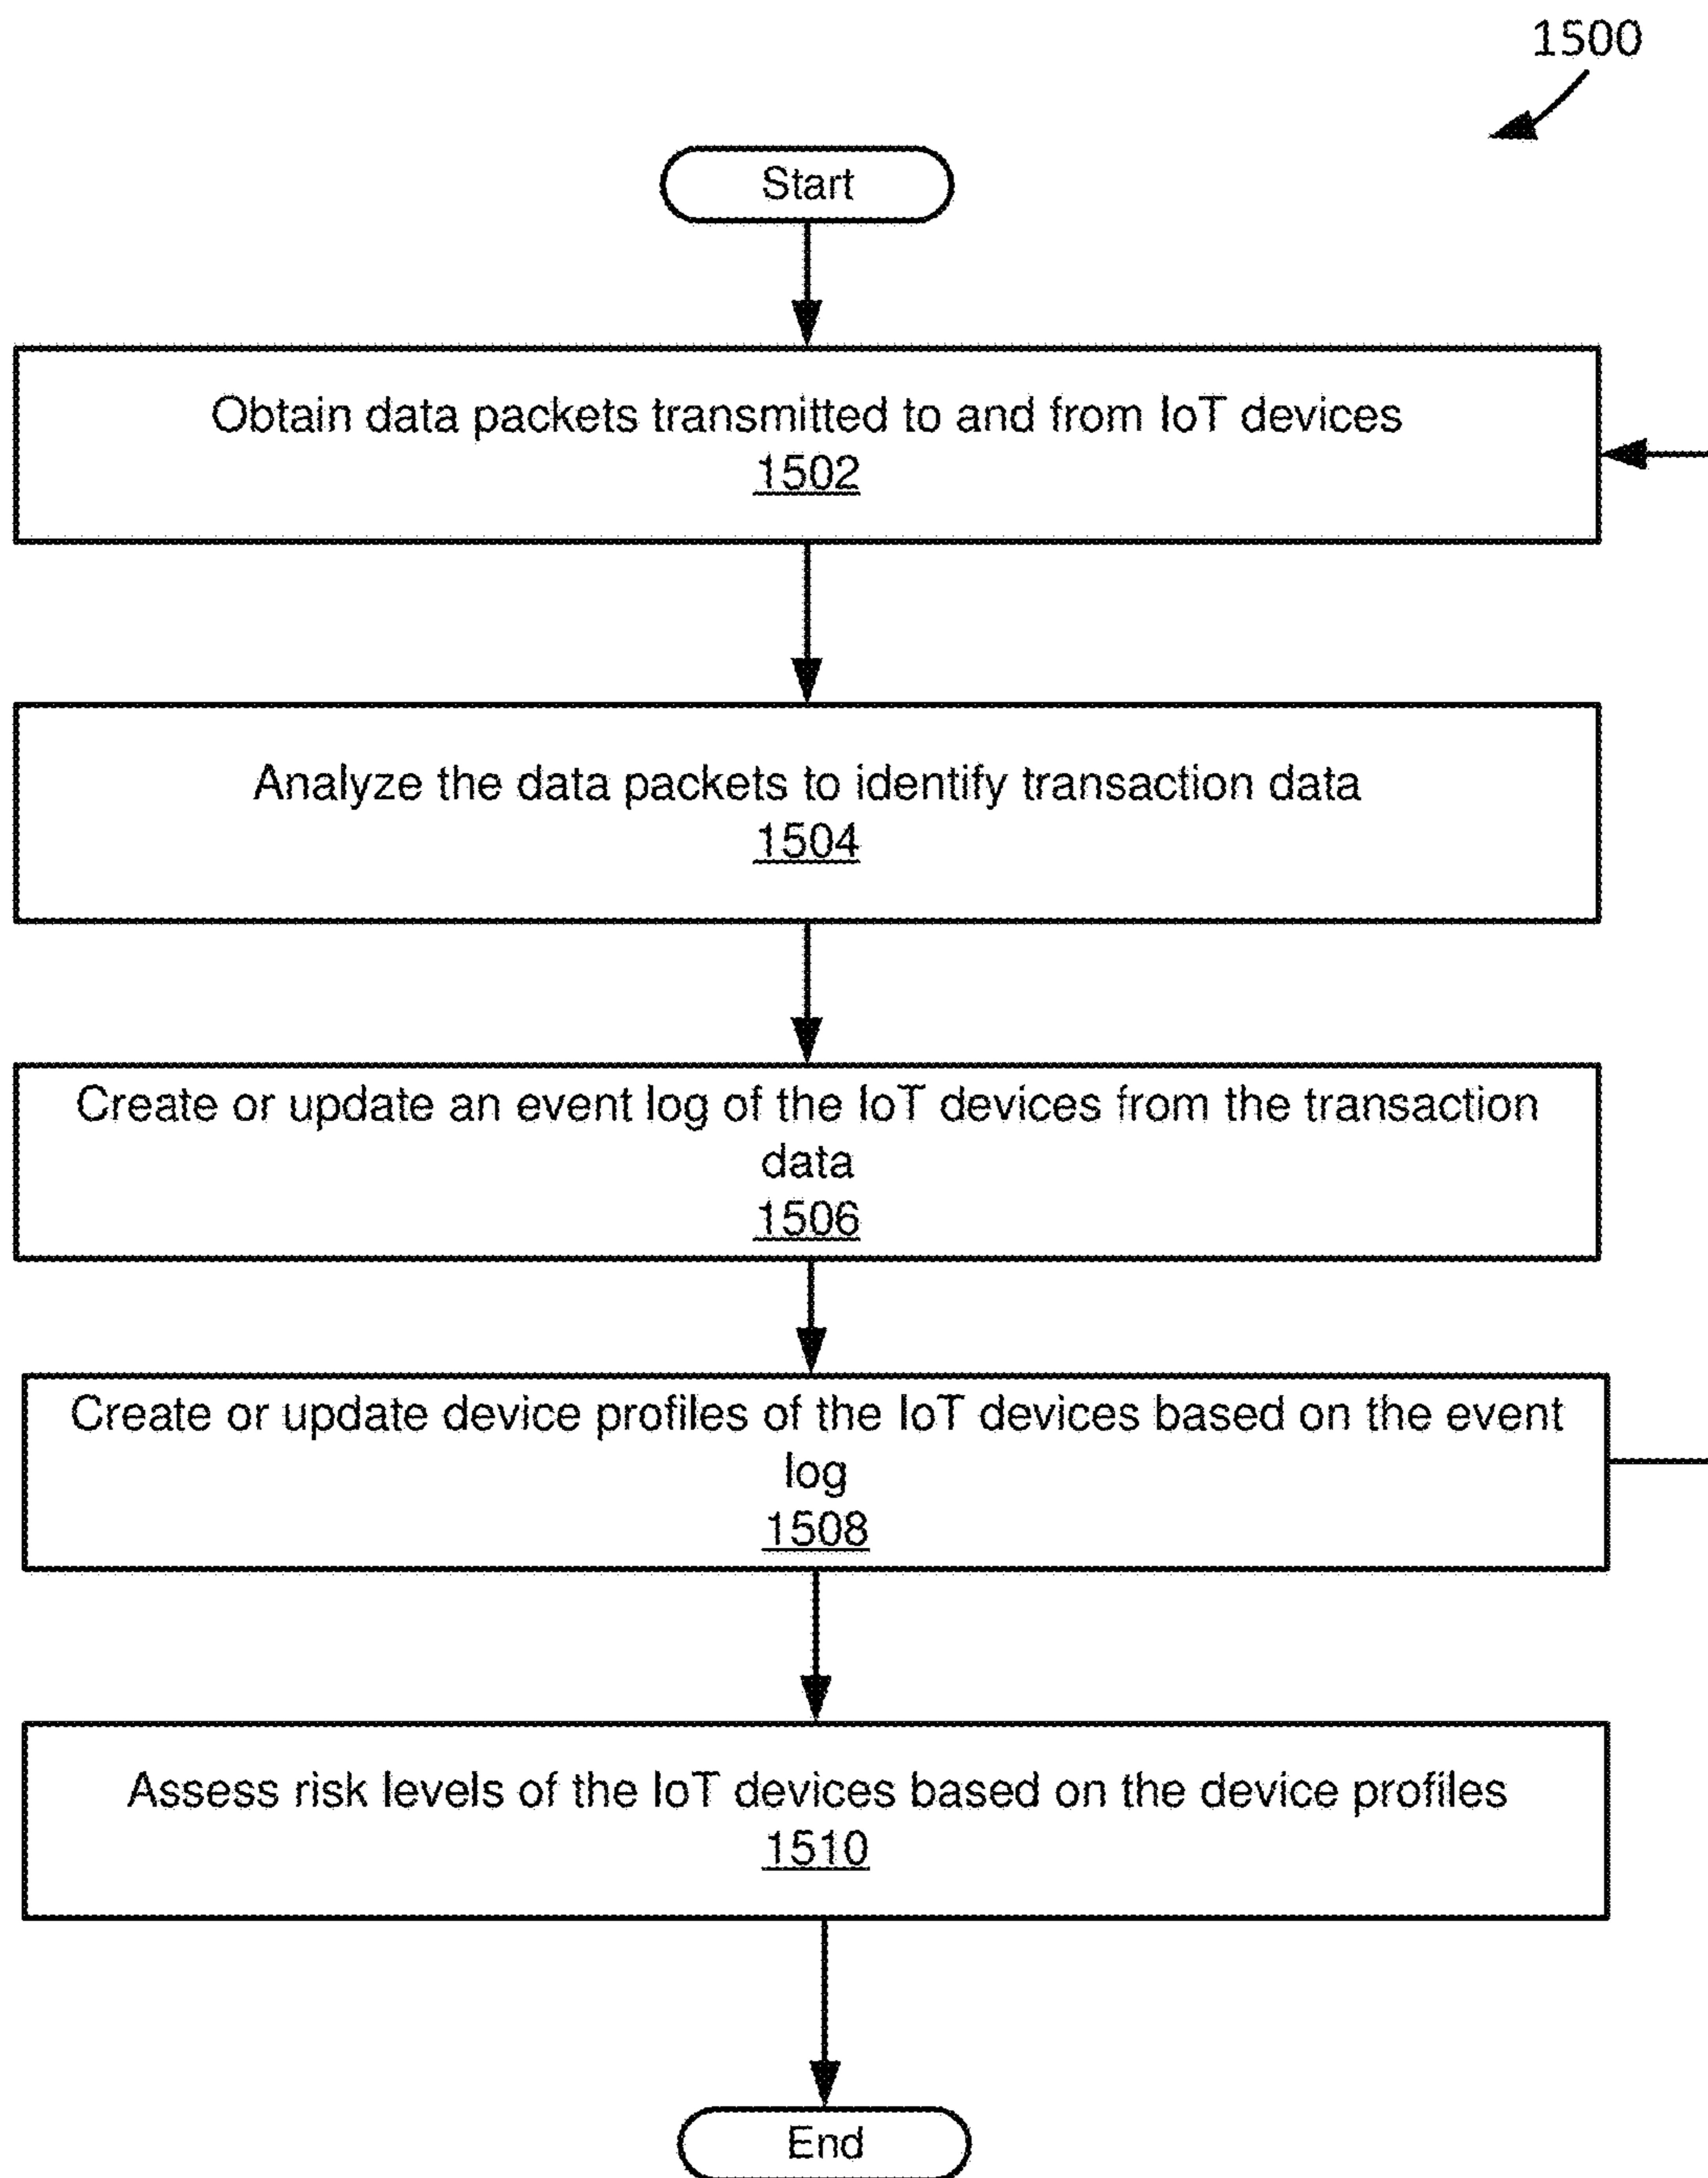 1500
Start
Obtain data packets transmitted to and from IoT devices
1502
Analyze the data packets to identify transaction data
1504
Create or update an event log of the IoT devices from the transaction
data
1506
Create or update device profiles of the IoT devices based on the event
log
1508
Assess risk levels of the IoT devices based on the device profiles
1510
End